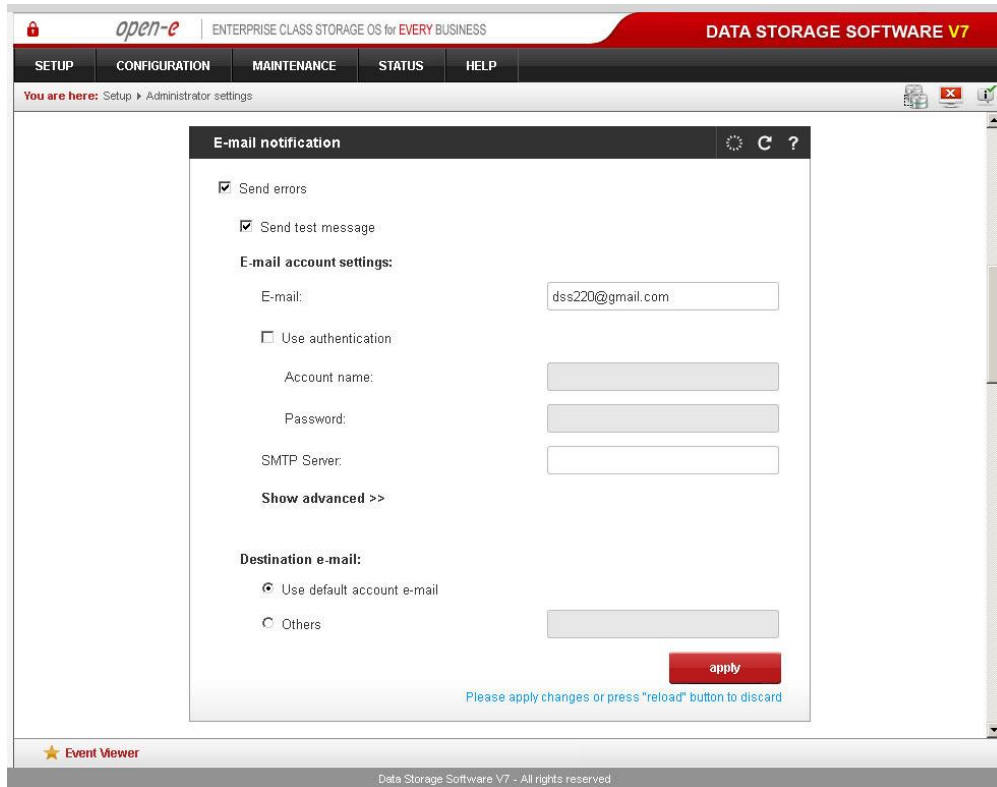 open-e ENTERPRISE CLASS STORAGE OS for EVERY BUSINESS DATA STORAGE SOFTWARE V7
SETUP CONFIGURATION MAINTENANCE STATUS HELP
You are here: Setup ▸ Administrator settings
E-mail notification
Send errors
Send test message
E-mail account settings:
E-mail: dss220@gmail.com
Use authentication
Account name:
Password:
SMTP Server:
Show advanced >>
Destination e-mail:
Use default account e-mail
Others
apply
Please apply changes or press "reload" button to discard
Event Viewer
Data Storage Software V7 - All rights reserved